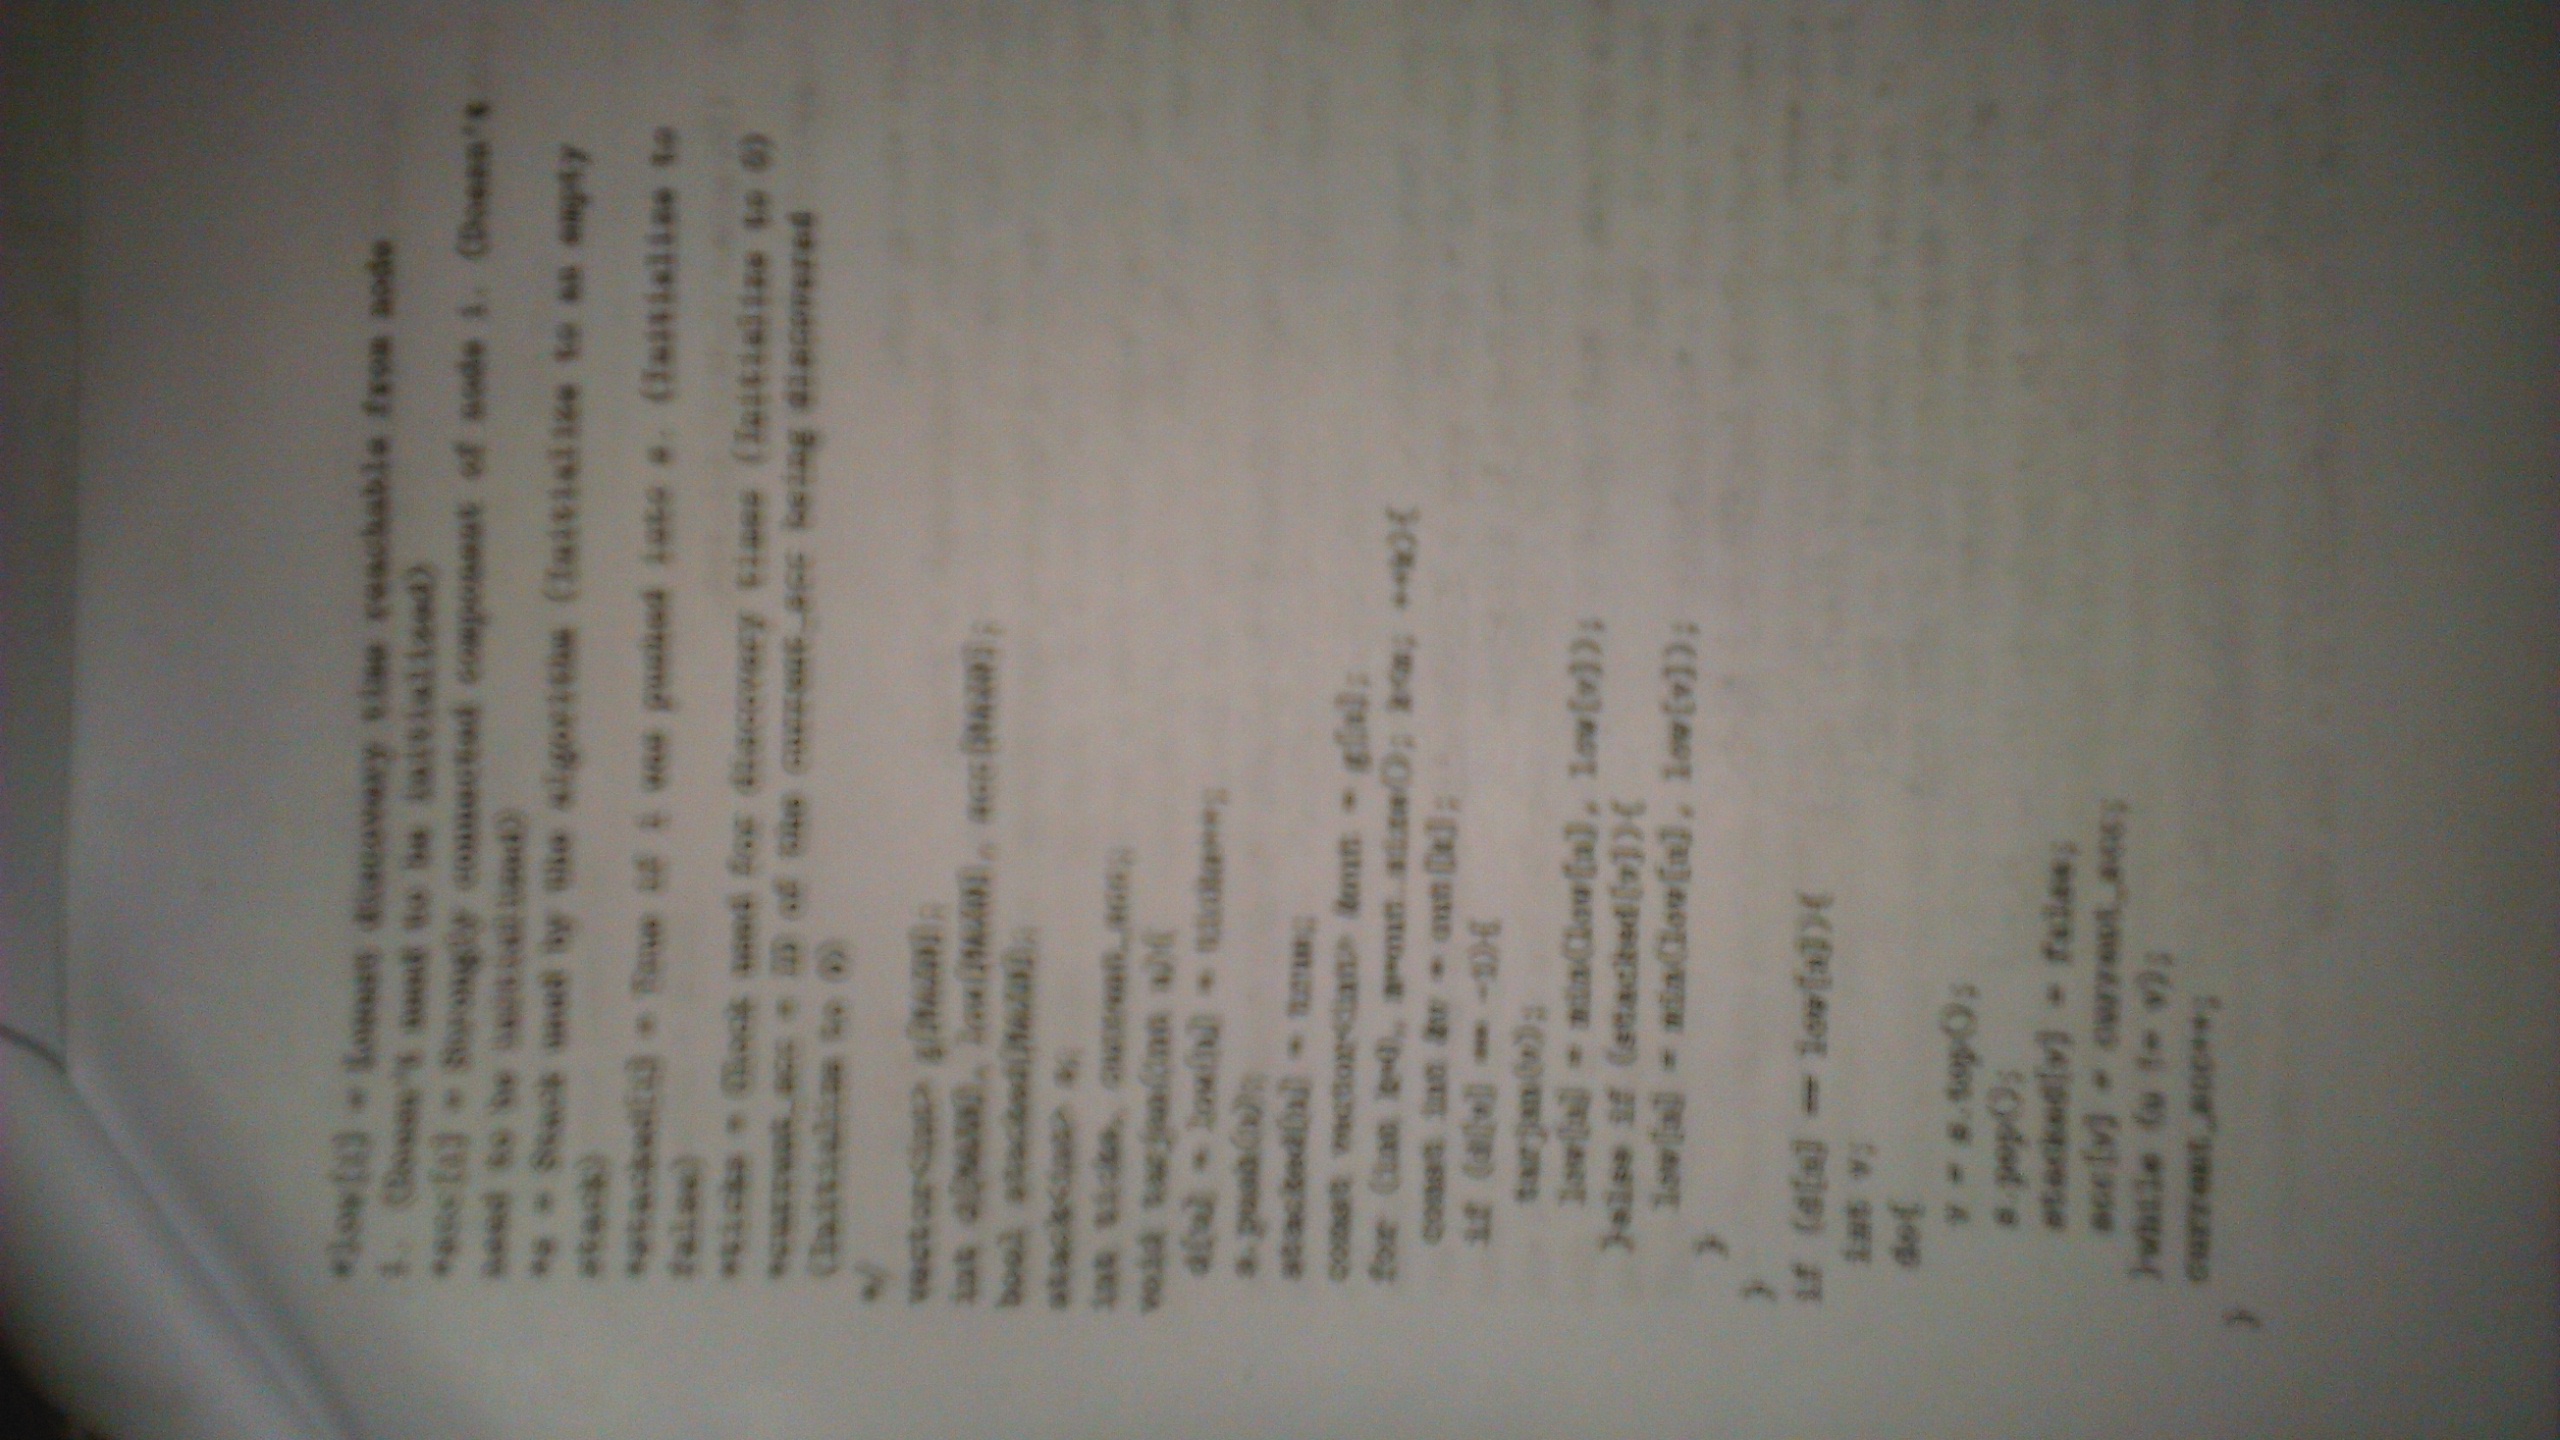 *low[i] = Lowest discovery time reachable from node
i. (Doesn't need to be initialized)
*scc[i] = Strongly connected component of node i. (Doesn't
need to be initialized)
*s = Stack used by the algorithm (Initialize to an empty
stack)
*stacked[i] = True if i was pushed into s. (Initialize to
false)
*ticks = Clock used for discovery times (Initialize to 0)
*current_scc = ID of the current_scc being discovered
(Initialize to 0)
*/
vector<int> g[MAXN];
int d[MAXN], low[MAXN], scc[MAXN];
bool stacked[MAXN];
stack<int> s;
int ticks, current_scc;
void tarjan(int u){
d[u] = low[u] = ticks++;
s.push(u);
stacked[u] = true;
const vector<int> &out = g[u];
for (int k=0, m=out.size(); k<m; ++k){
const int &v = out[k];
if (d[v] == -1){
tarjan(v);
low[u] = min(low[u], low[v]);
}else if (stacked[v]){
low[u] = min(low[u], low[v]);
}
}
if (d[u] == low[u]){
int v;
do{
v = s.top();
s.pop();
stacked[v] = false;
scc[v] = current_scc;
}while (u != v);
current_scc++;
}